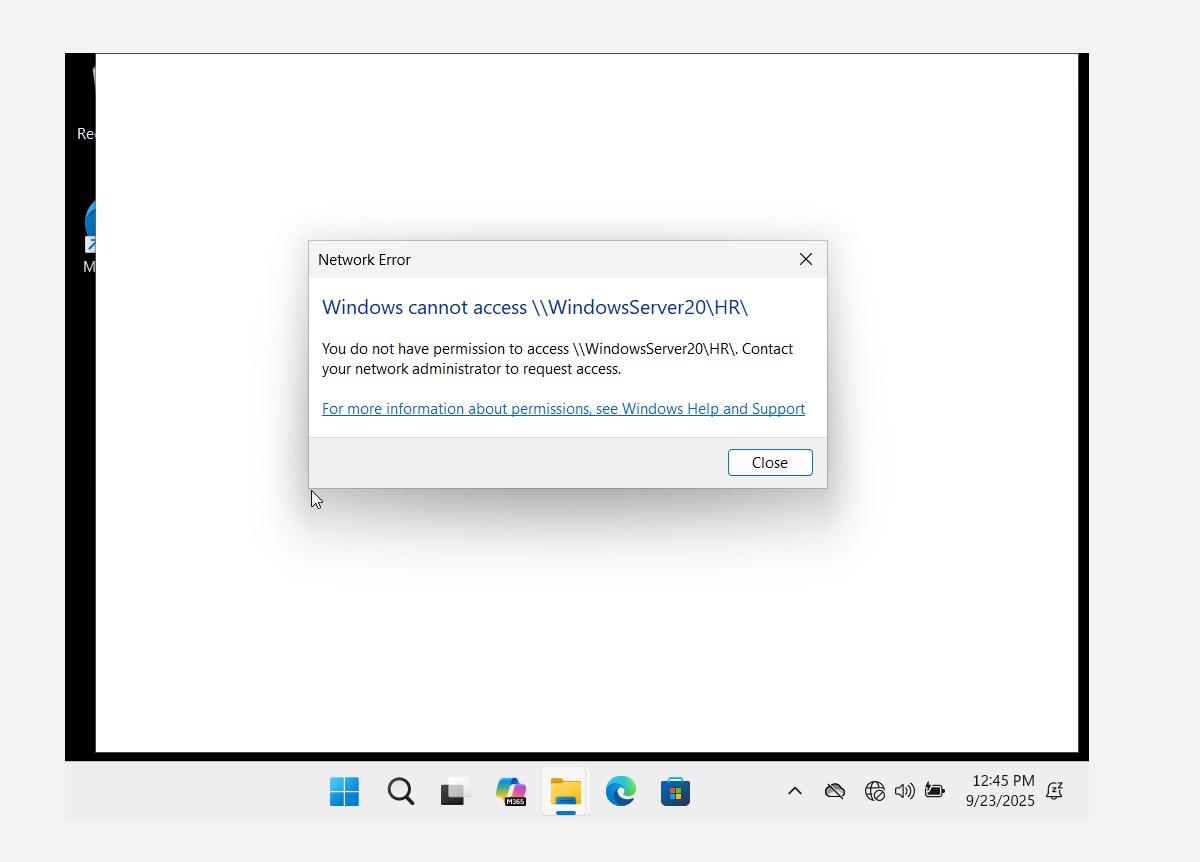 Re
M
Network Error
Windows cannot access \\WindowsServer20\HR\
You do not have permission to access \\WindowsServer20\HR\. Contact
your network administrator to request access.
For more information about permissions, see Windows Help and Support
Close
M365
12:45 PM
9/23/2025